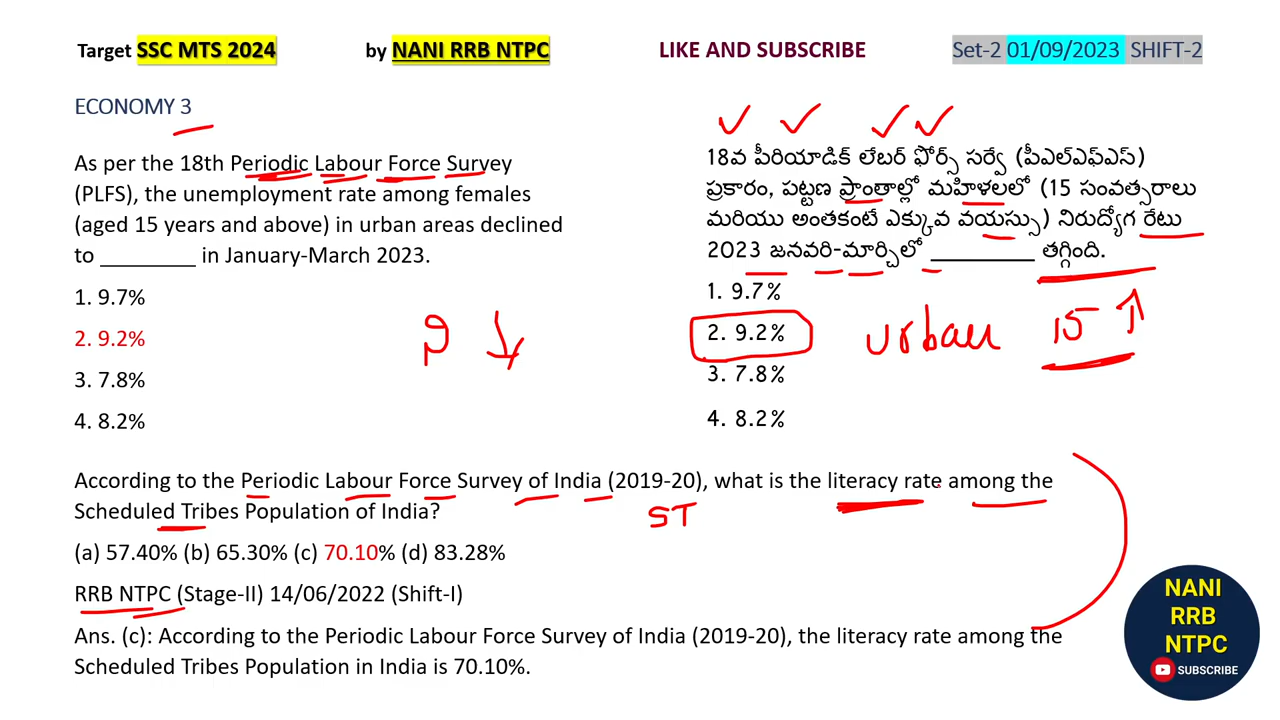 Target SSC MTS 2024 by NANI RRB NTPC LIKE AND SUBSCRIBE Set-2 01/09/2023 SHIFT-2
ECONOMY 3
As per the 18th Periodic Labour Force Survey
(PLFS), the unemployment rate among females
(aged 15 years and above) in urban areas declined
to ________ in January-March 2023.
1. 9.7%
2. 9.2%
3. 7.8%
4. 8.2%
18వ పీరియాడిక్ లేబర్ ఫోర్స్ సర్వే (పీఎల్ఎఫ్ఎస్)
ప్రకారం, పట్టణ ప్రాంతాల్లో మహిళలలో (15 సంవత్సరాలు
మరియు అంతకంటే ఎక్కువ వయస్సు) నిరుద్యోగ రేటు
2023 జనవరి-మార్చిలో _________ తగ్గింది.
1. 9.7%
2. 9.2%
3. 7.8%
4. 8.2%
urban 15 ↑
According to the Periodic Labour Force Survey of India (2019-20), what is the literacy rate among the
Scheduled Tribes Population of India?
ST
(a) 57.40% (b) 65.30% (c) 70.10% (d) 83.28%
RRB NTPC (Stage-II) 14/06/2022 (Shift-I)
Ans. (c): According to the Periodic Labour Force Survey of India (2019-20), the literacy rate among the
Scheduled Tribes Population in India is 70.10%.
NANI
RRB
NTPC
SUBSCRIBE